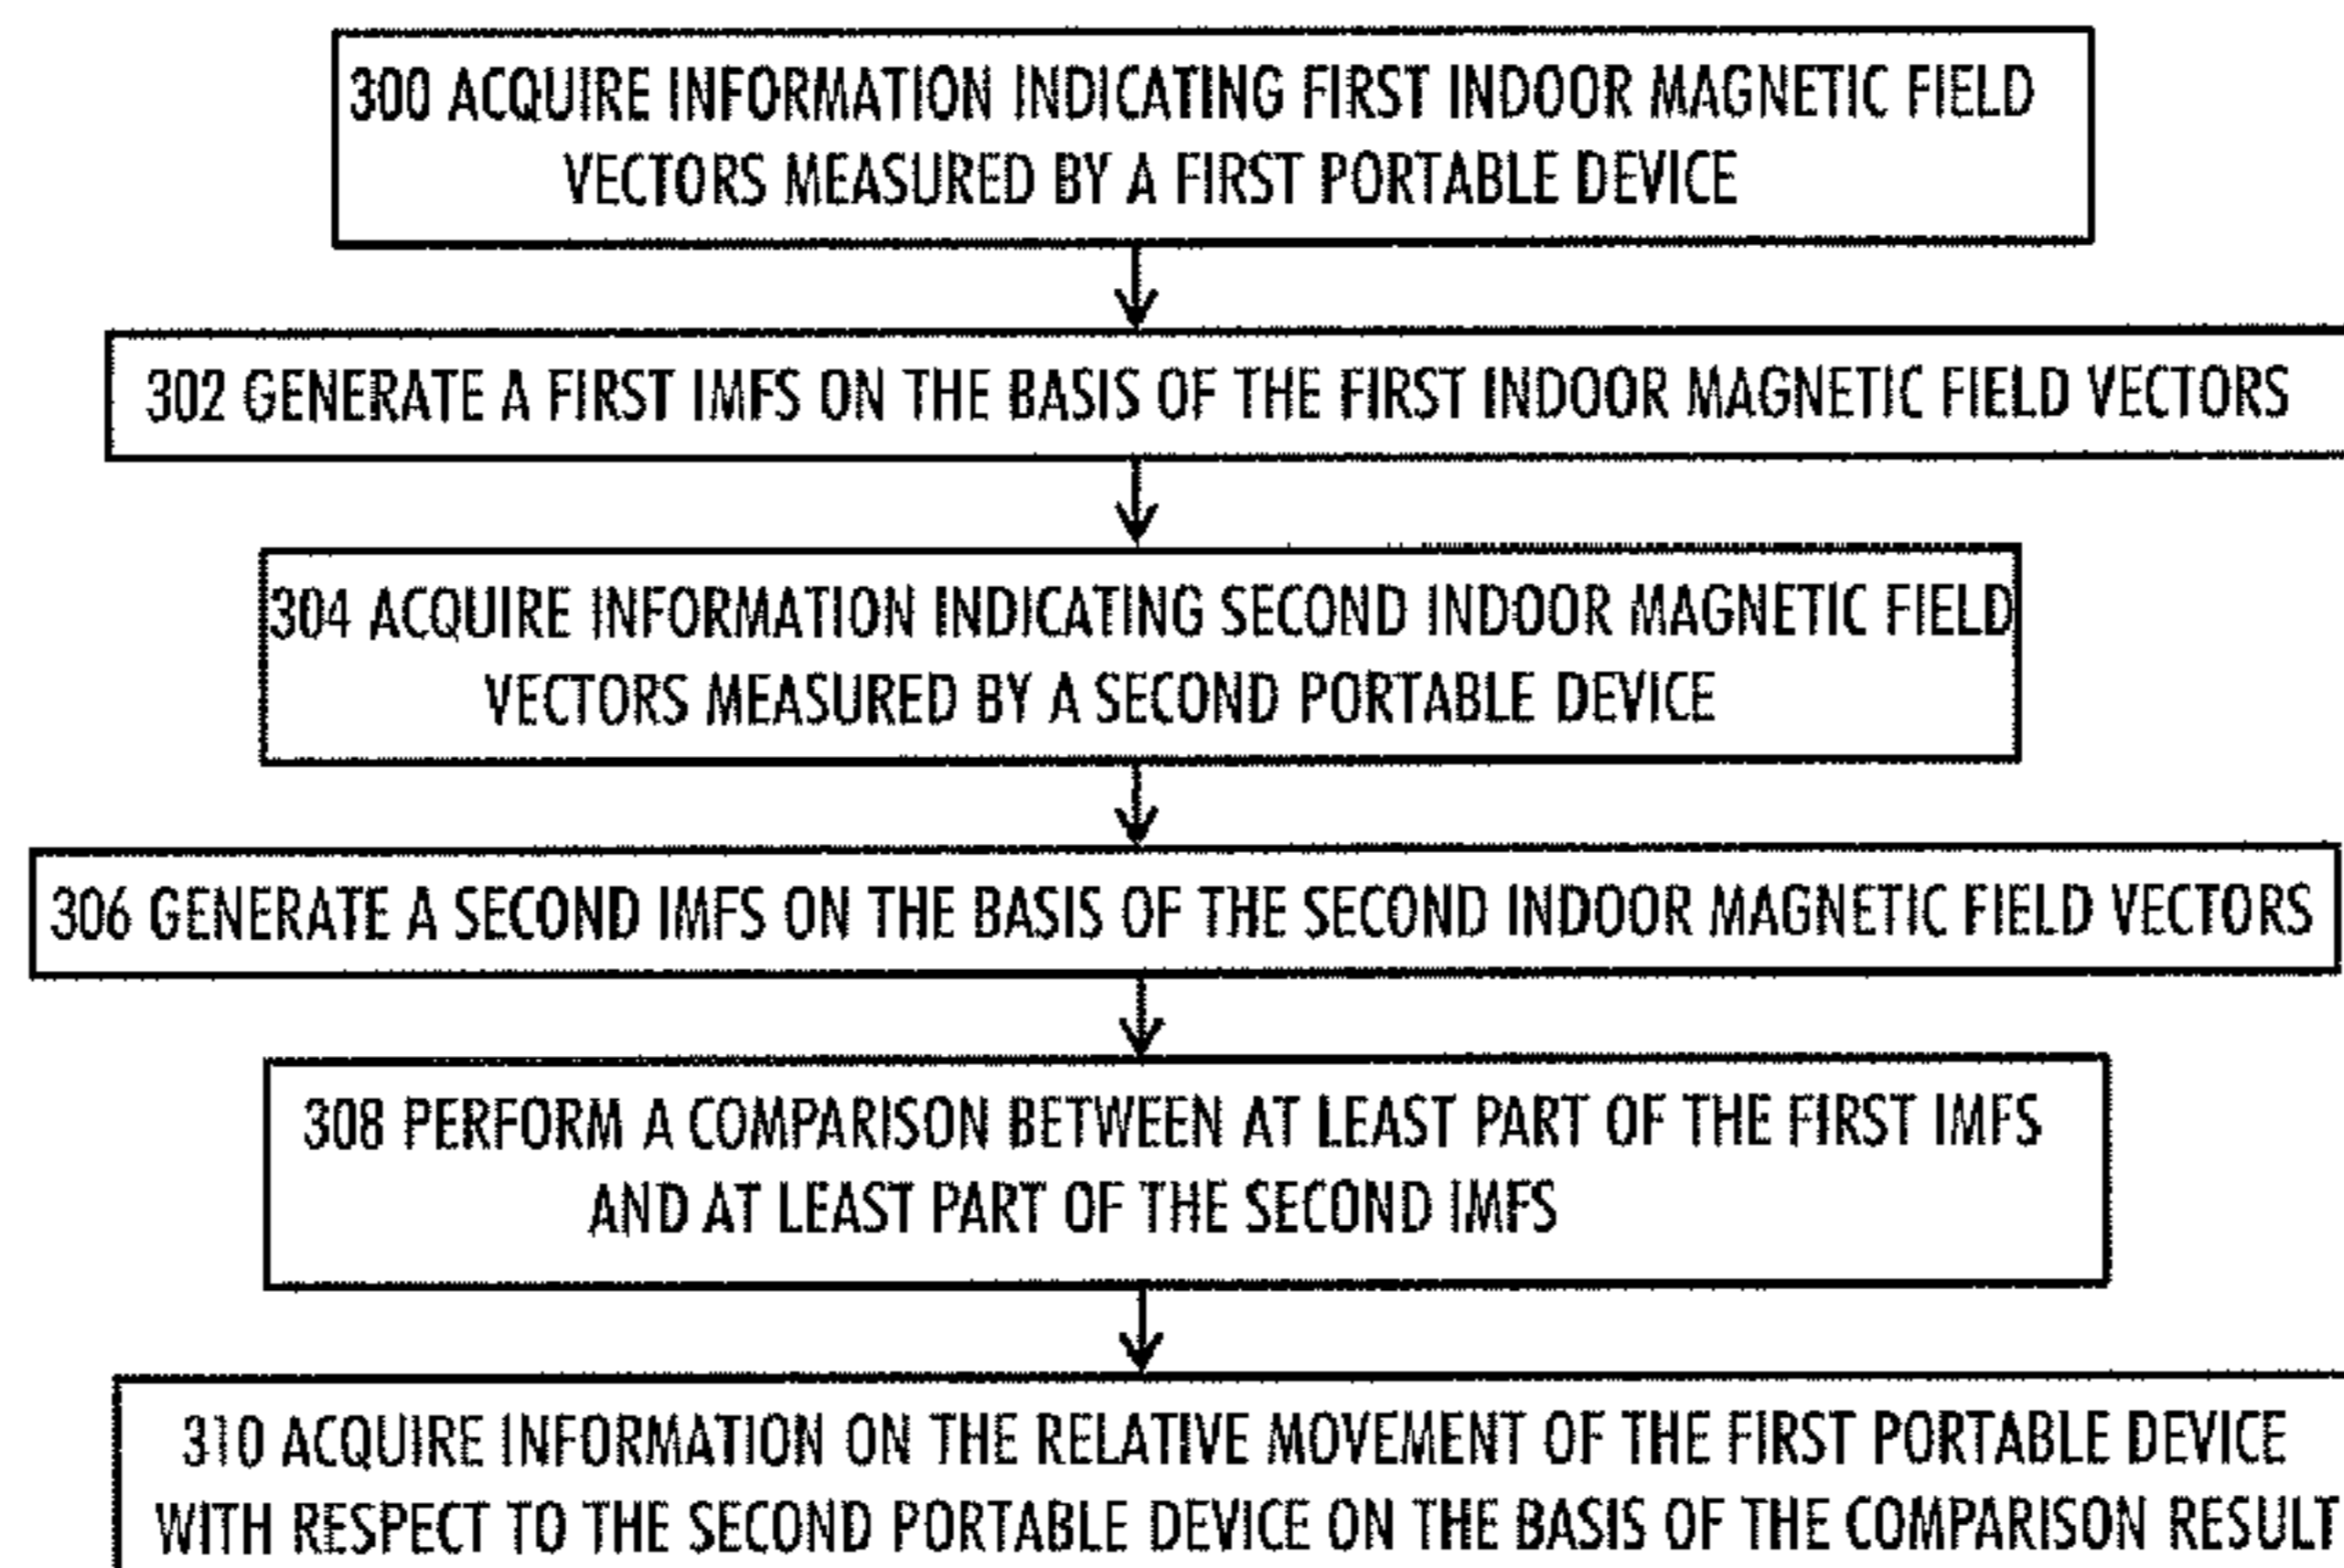 300 ACQUIRE INFORMATION INDICATING FIRST INDOOR MAGNETIC FIELD
VECTORS MEASURED BY A FIRST PORTABLE DEVICE
302 GENERATE A FIRST IMFS ON THE BASIS OF THE FIRST INDOOR MAGNETIC FIELD VECTORS
304 ACQUIRE INFORMATION INDICATING SECOND INDOOR MAGNETIC FIELD
VECTORS MEASURED BY A SECOND PORTABLE DEVICE
306 GENERATE A SECOND IMFS ON THE BASIS OF THE SECOND INDOOR MAGNETIC FIELD VECTORS
308 PERFORM A COMPARISON BETWEEN AT LEAST PART OF THE FIRST IMFS
AND AT LEAST PART OF THE SECOND IMFS
310 ACQUIRE INFORMATION ON THE RELATIVE MOVEMENT OF THE FIRST PORTABLE DEVICE
WITH RESPECT TO THE SECOND PORTABLE DEVICE ON THE BASIS OF THE COMPARISON RESULT